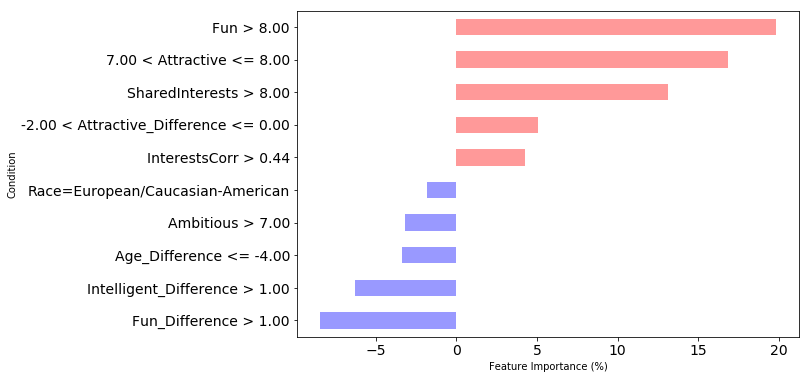 Fun > 8.00
7.00 < Attractive <= 8.00
SharedInterests > 8.00
-2.00 < Attractive_Difference <= 0.00
InterestsCorr > 0.44
Race=European/Caucasian-American
Ambitious > 7.00
Age_Difference <= -4.00
Intelligent_Difference > 1.00
Fun_Difference > 1.00
Condition
−5 0 5 10 15 20
Feature Importance (%)